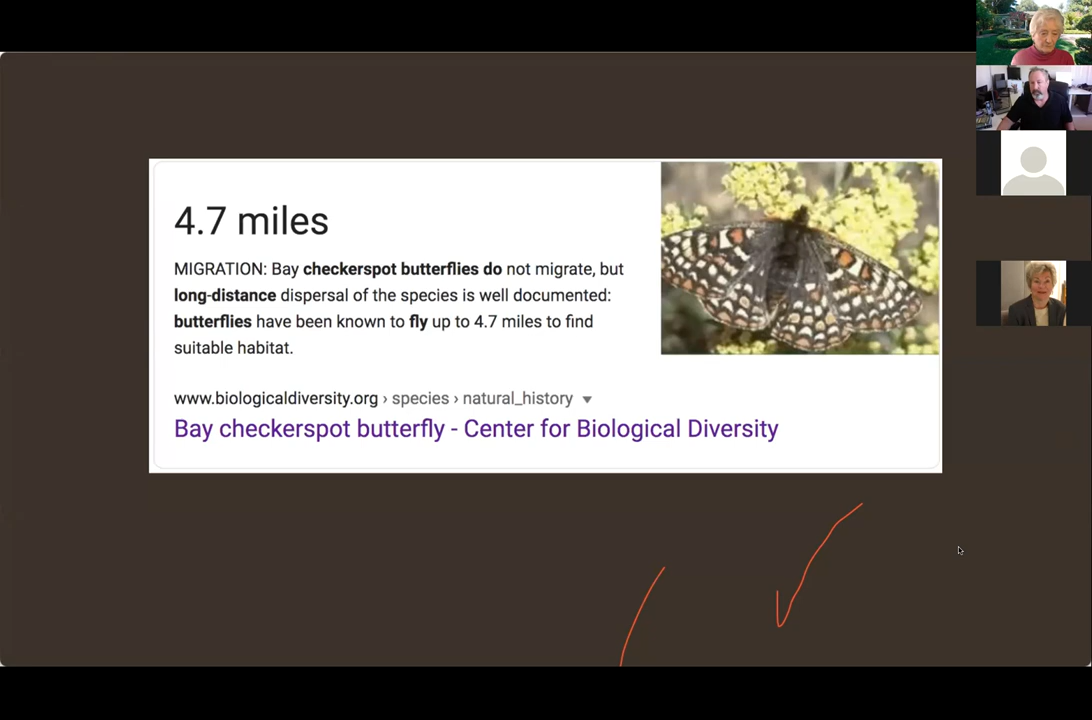 4.7 miles
MIGRATION: Bay checkerspot butterflies do not migrate, but
long-distance dispersal of the species is well documented:
butterflies have been known to fly up to 4.7 miles to find
suitable habitat.
www.biologicaldiversity.org › species › natural_history
Bay checkerspot butterfly - Center for Biological Diversity